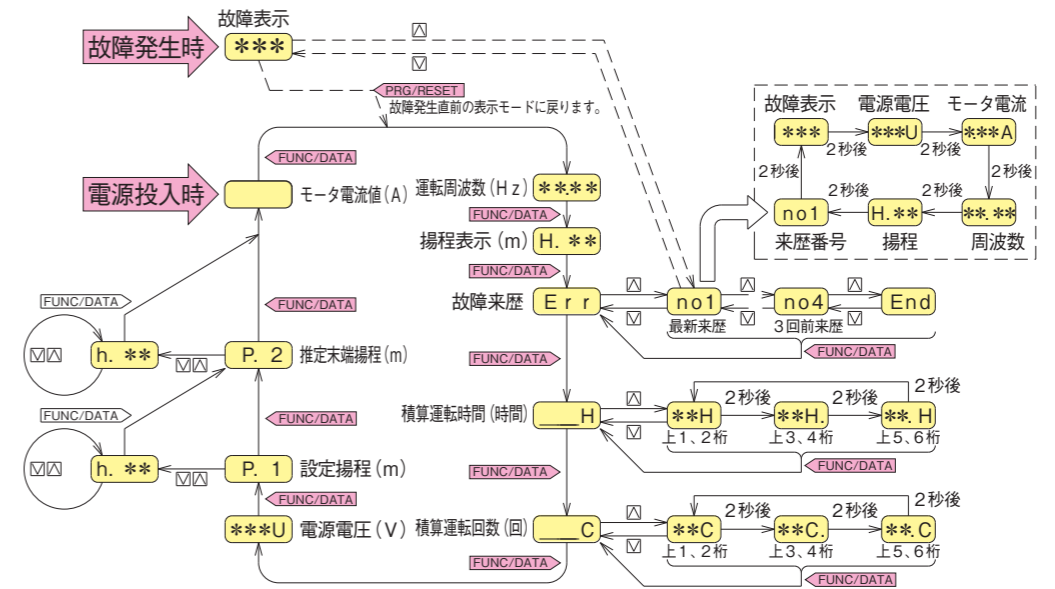 故障表示
故障発生時
***
PRG/RESET
故障発生直前の表示モードに戻ります。
故障表示 電源電圧 モータ電流
*** ***U ***A
2秒後 2秒後
2秒後 2秒後
2秒後 2秒後
no1 H.** **.**
来歴番号 揚程 周波数
FUNC/DATA
電源投入時
モータ電流値(A)
運転周波数(Hz) **.**
FUNC/DATA
揚程表示(m) H. **
FUNC/DATA
故障来歴 Err no1 no4 End
最新来歴 3回前来歴
FUNC/DATA
FUNC/DATA
FUNC/DATA
h. ** P. 2 推定末端揚程(m)
FUNC/DATA
積算運転時間(時間) __H **H **H. **.H
2秒後 2秒後 2秒後
上1、2桁 上3、4桁 上5、6桁
FUNC/DATA
FUNC/DATA
FUNC/DATA
h. ** P. 1 設定揚程(m)
FUNC/DATA
FUNC/DATA
***U 電源電圧(V)
積算運転回数(回) __C **C **C. **.C
2秒後 2秒後 2秒後
上1、2桁 上3、4桁 上5、6桁
FUNC/DATA
FUNC/DATA